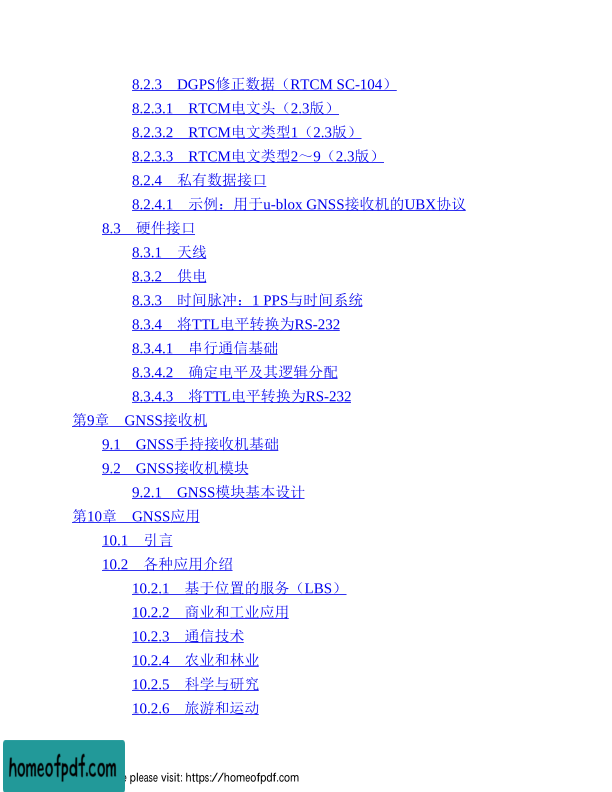 8.2.3 DGPS修正数据（RTCM SC-104）
8.2.3.1 RTCM电文头（2.3版）
8.2.3.2 RTCM电文类型1（2.3版）
8.2.3.3 RTCM电文类型2～9（2.3版）
8.2.4 私有数据接口
8.2.4.1 示例：用于u-blox GNSS接收机的UBX协议
8.3 硬件接口
8.3.1 天线
8.3.2 供电
8.3.3 时间脉冲：1 PPS与时间系统
8.3.4 将TTL电平转换为RS-232
8.3.4.1 串行通信基础
8.3.4.2 确定电平及其逻辑分配
8.3.4.3 将TTL电平转换为RS-232
第9章 GNSS接收机
9.1 GNSS手持接收机基础
9.2 GNSS接收机模块
9.2.1 GNSS模块基本设计
第10章 GNSS应用
10.1 引言
10.2 各种应用介绍
10.2.1 基于位置的服务（LBS）
10.2.2 商业和工业应用
10.2.3 通信技术
10.2.4 农业和林业
10.2.5 科学与研究
10.2.6 旅游和运动
homeofpdf.com
please visit: https://homeofpdf.com